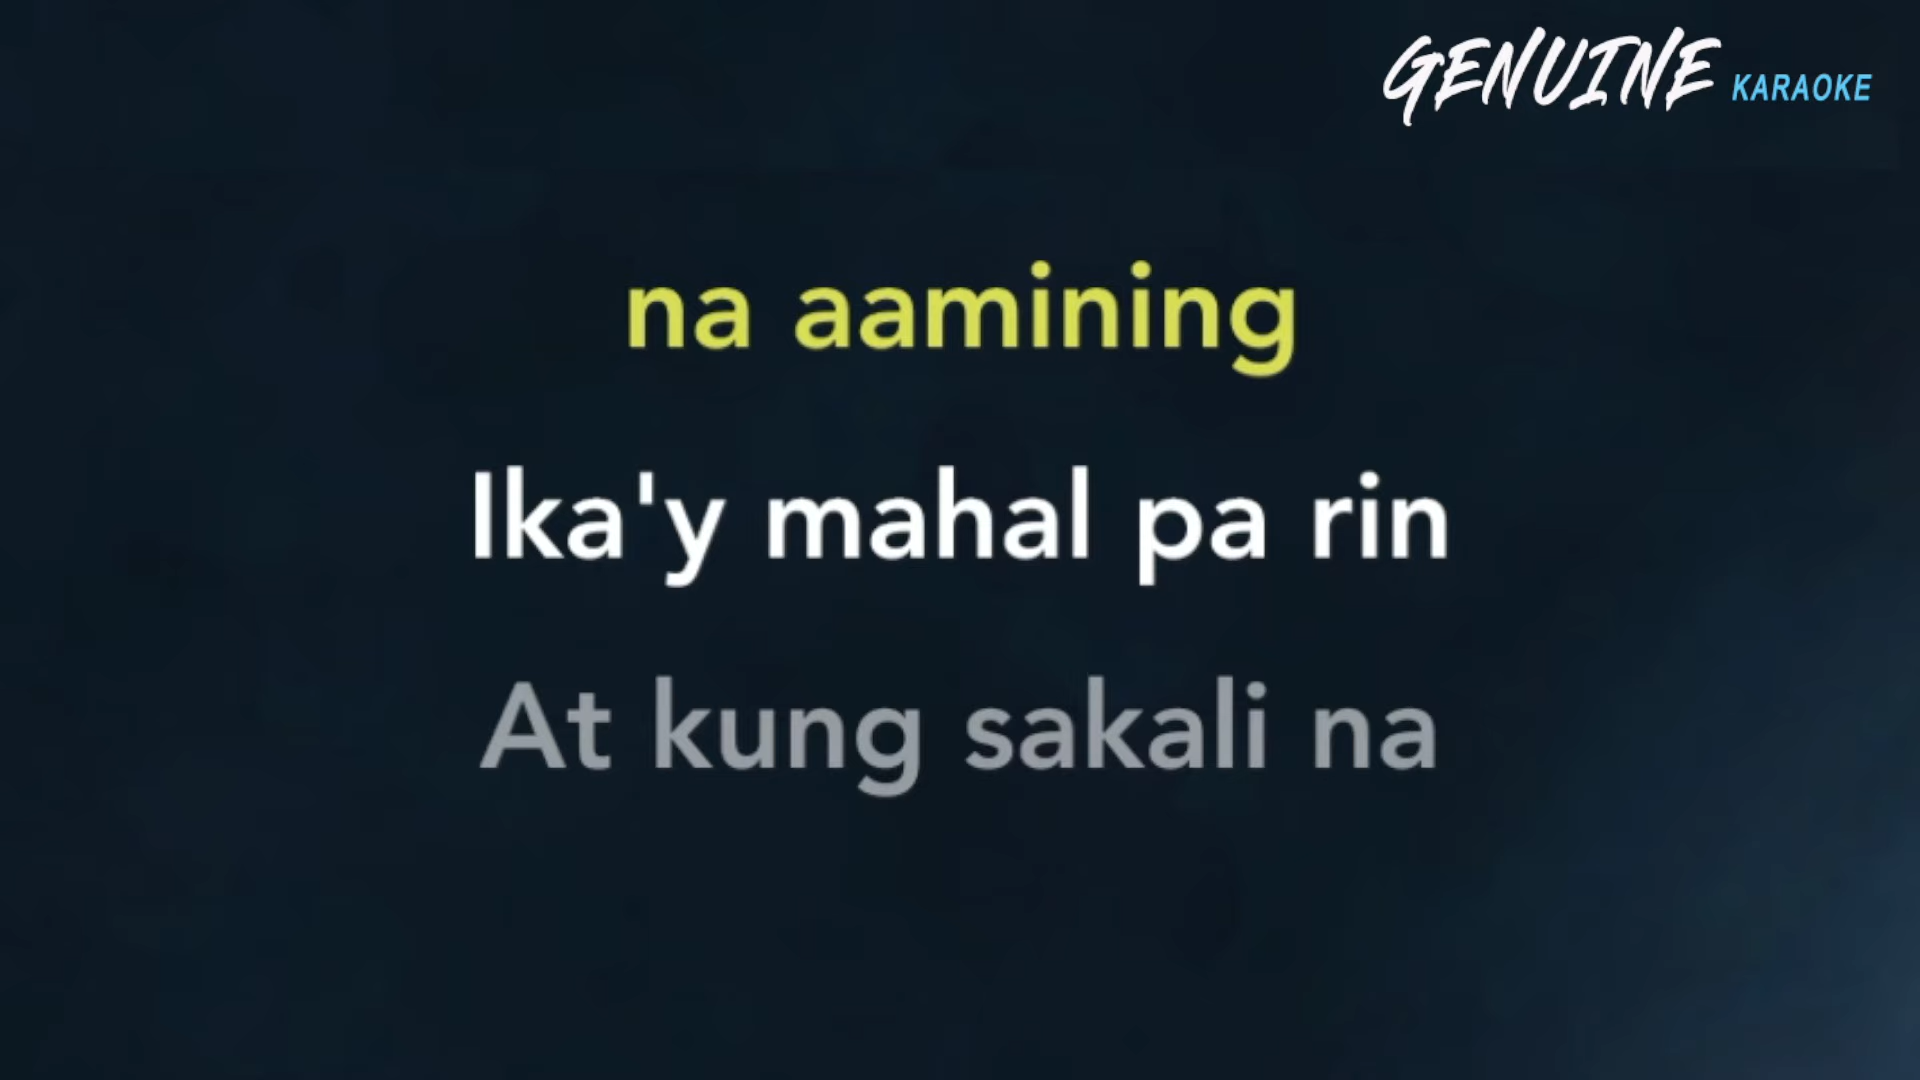 GENUINE KARAOKE
na aamining
Ika'y mahal pa rin
At kung sakali na